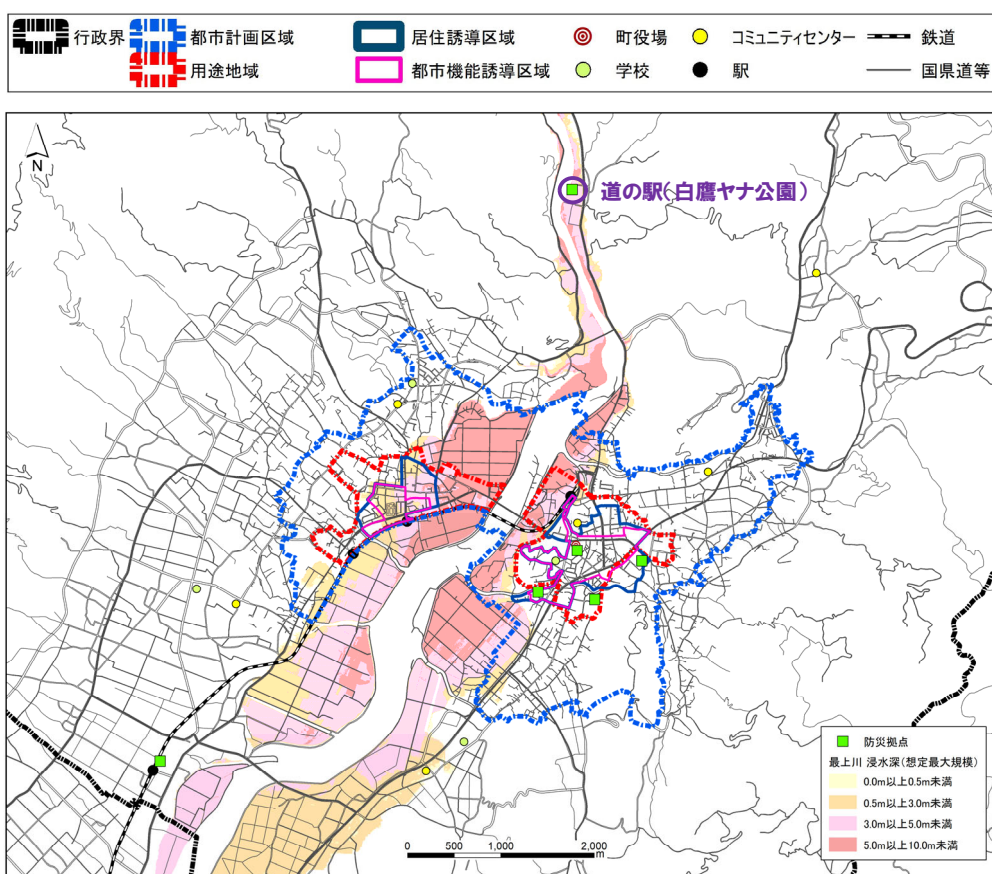 行政界 都市計画区域 居住誘導区域 町役場 コミュニティセンター 鉄道
用途地域 都市機能誘導区域 学校 駅 国県道等
N
道の駅(白鷹ヤナ公園)
防災拠点
最上川 浸水深(想定最大規模)
0.0m以上0.5m未満
0.5m以上3.0m未満
3.0m以上5.0m未満
5.0m以上10.0m未満
0 500 1,000 2,000
m